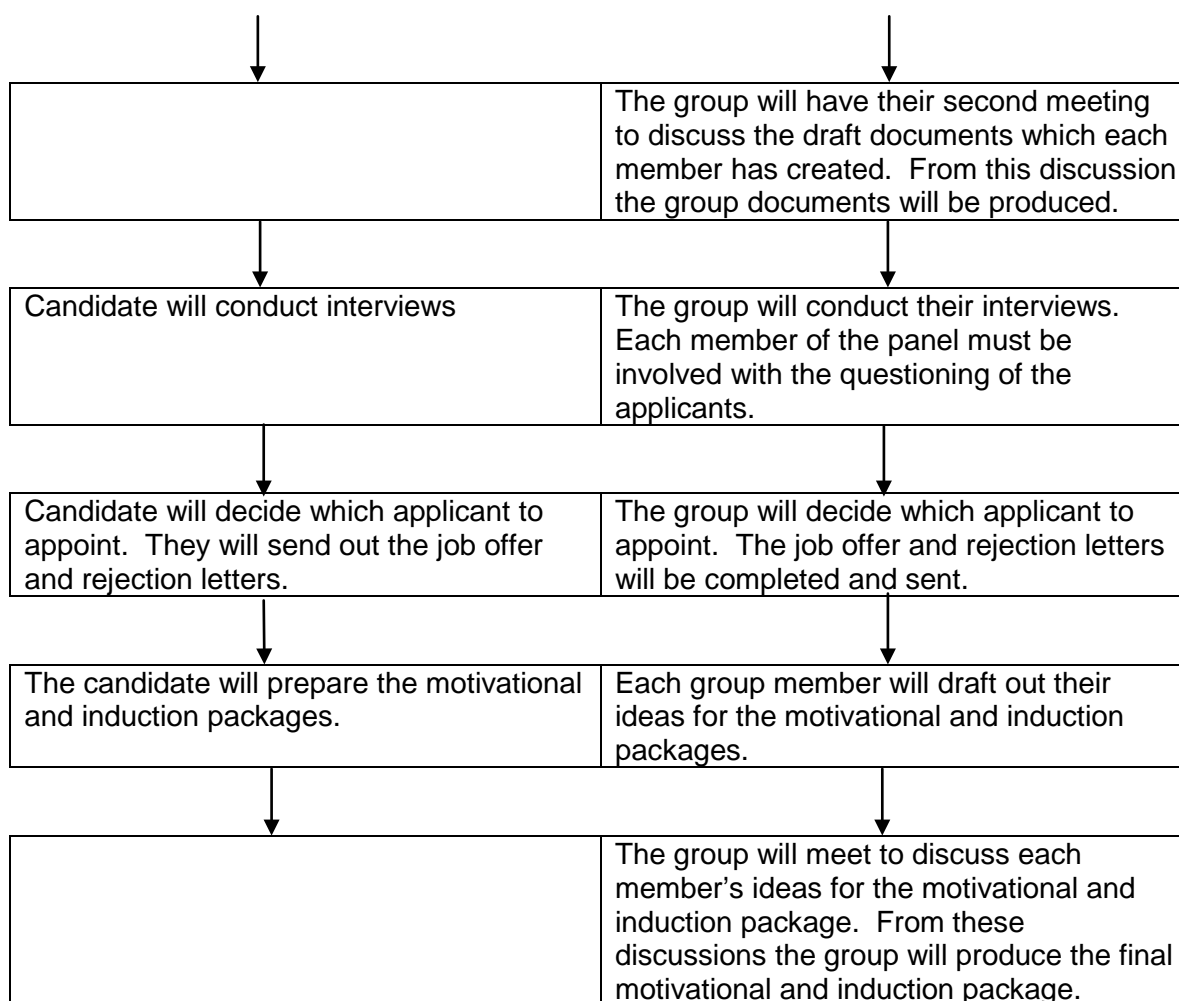 The group will have their second meeting
to discuss the draft documents which each
member has created.  From this discussion
the group documents will be produced.
Candidate will conduct interviews
The group will conduct their interviews.
Each member of the panel must be
involved with the questioning of the
applicants.
Candidate will decide which applicant to
appoint.  They will send out the job offer
and rejection letters.
The group will decide which applicant to
appoint.  The job offer and rejection letters
will be completed and sent.
The candidate will prepare the motivational
and induction packages.
Each group member will draft out their
ideas for the motivational and induction
packages.
The group will meet to discuss each
member’s ideas for the motivational and
induction package.  From these
discussions the group will produce the final
motivational and induction package.